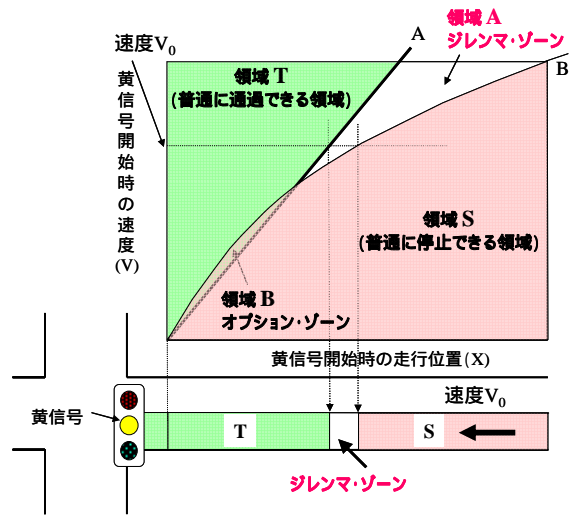 領域 A
ジレンマ・ゾーン
A
速度V0
B
領域 T
(普通に通過できる領域)
黄信号開始時の速度(V)
領域 S
(普通に停止できる領域)
領域 B
オプション・ゾーン
黄信号開始時の走行位置(X)
速度V0
黄信号
T
S
ジレンマ・ゾーン